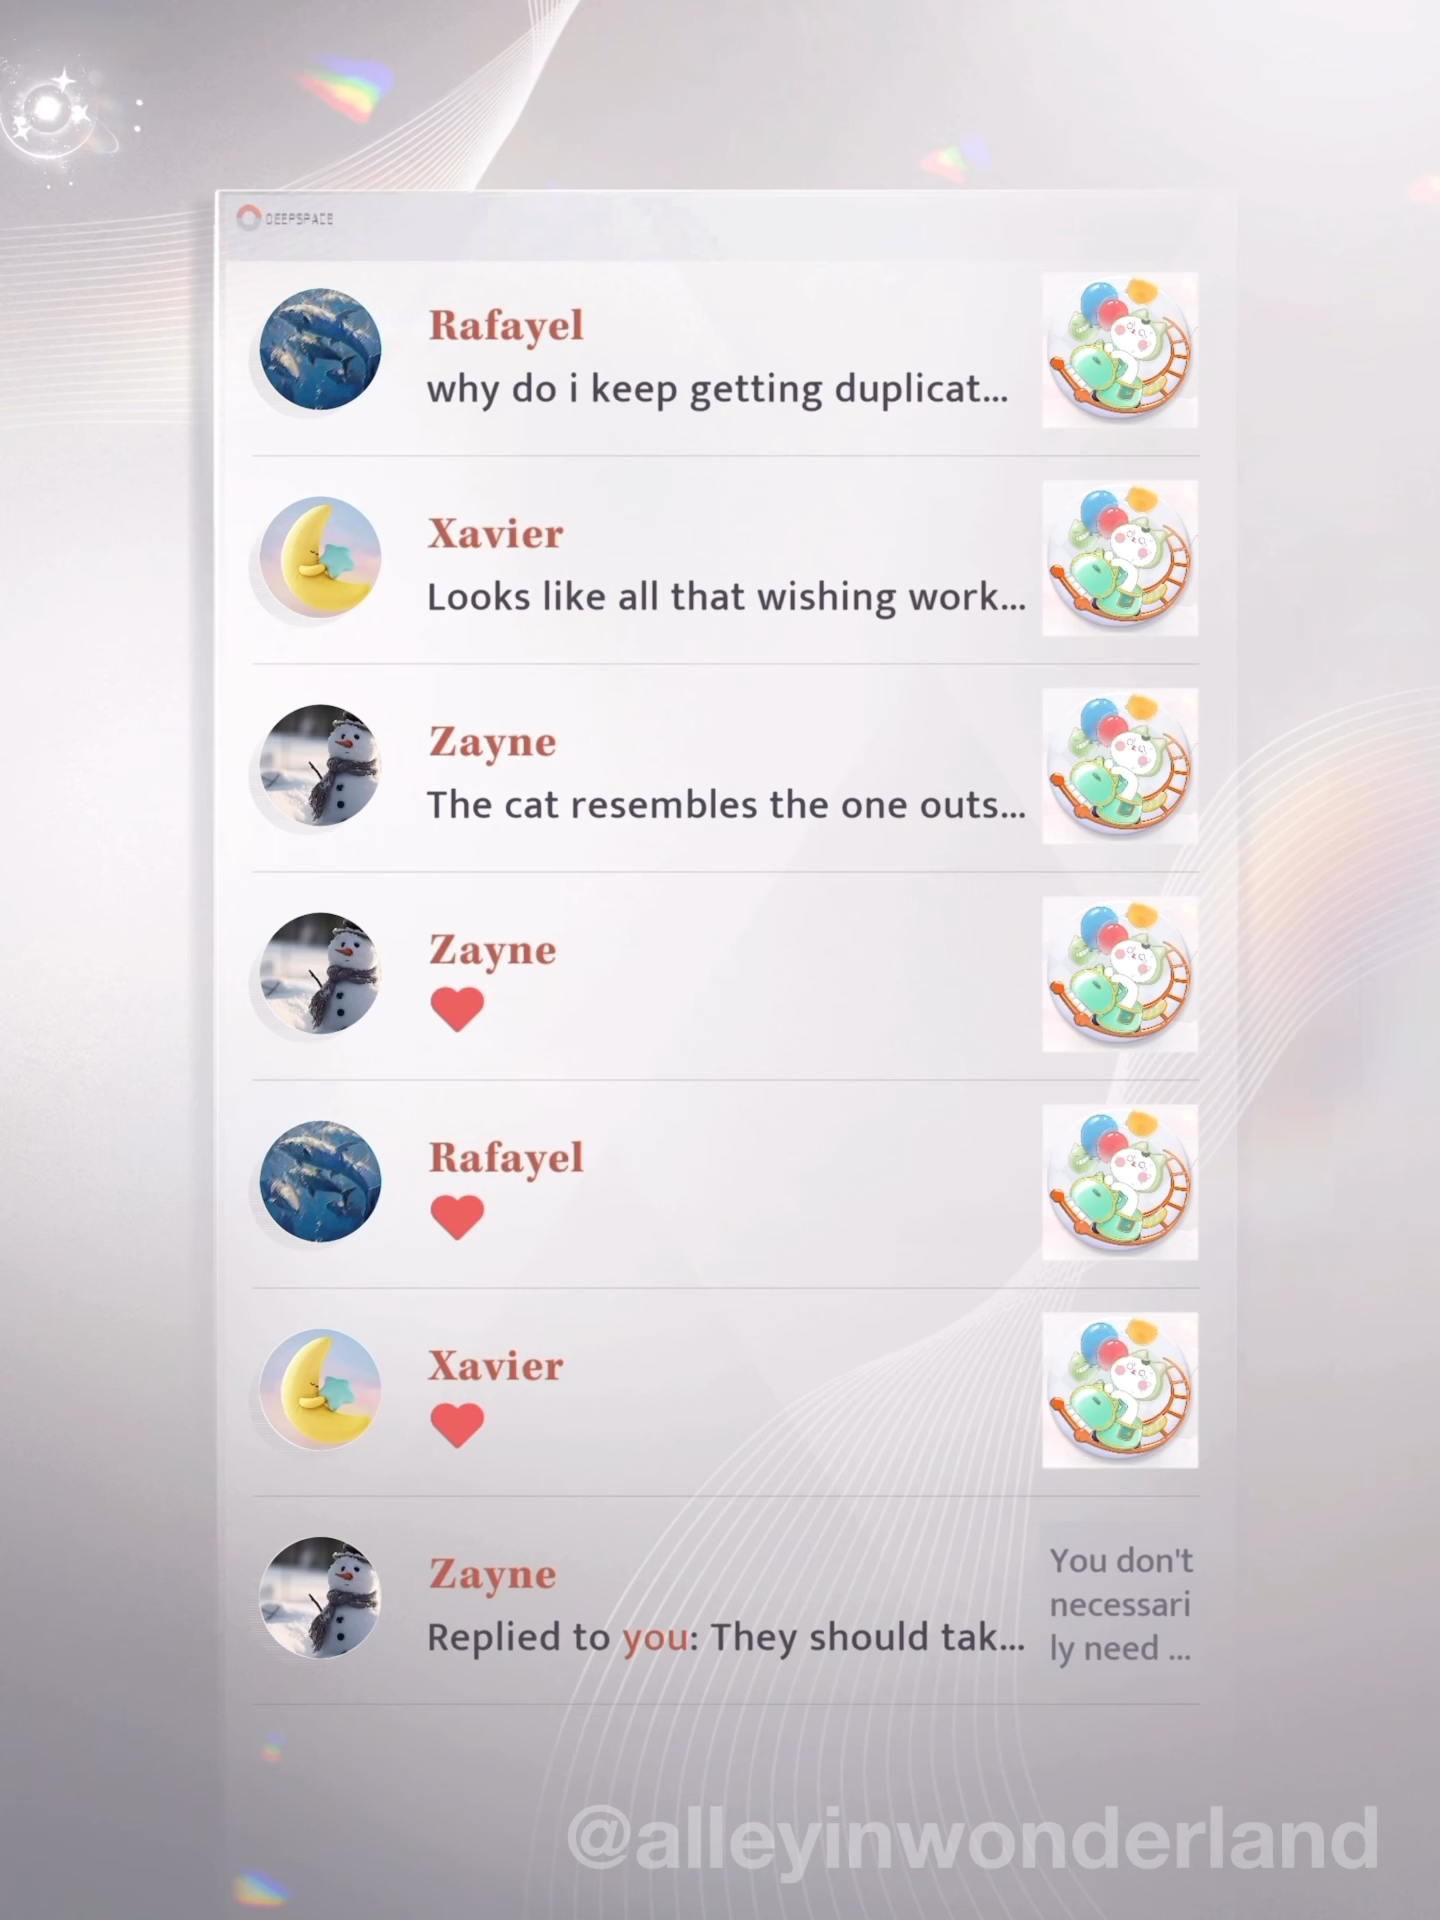 DEEPSPACE
Rafayel
why do i keep getting duplicat...
Xavier
Looks like all that wishing work...
Zayne
The cat resembles the one outs...
Zayne
Rafayel
Xavier
Zayne
Replied to you: They should tak...
You don't
necessari
ly need ...
@alleyinwonderland